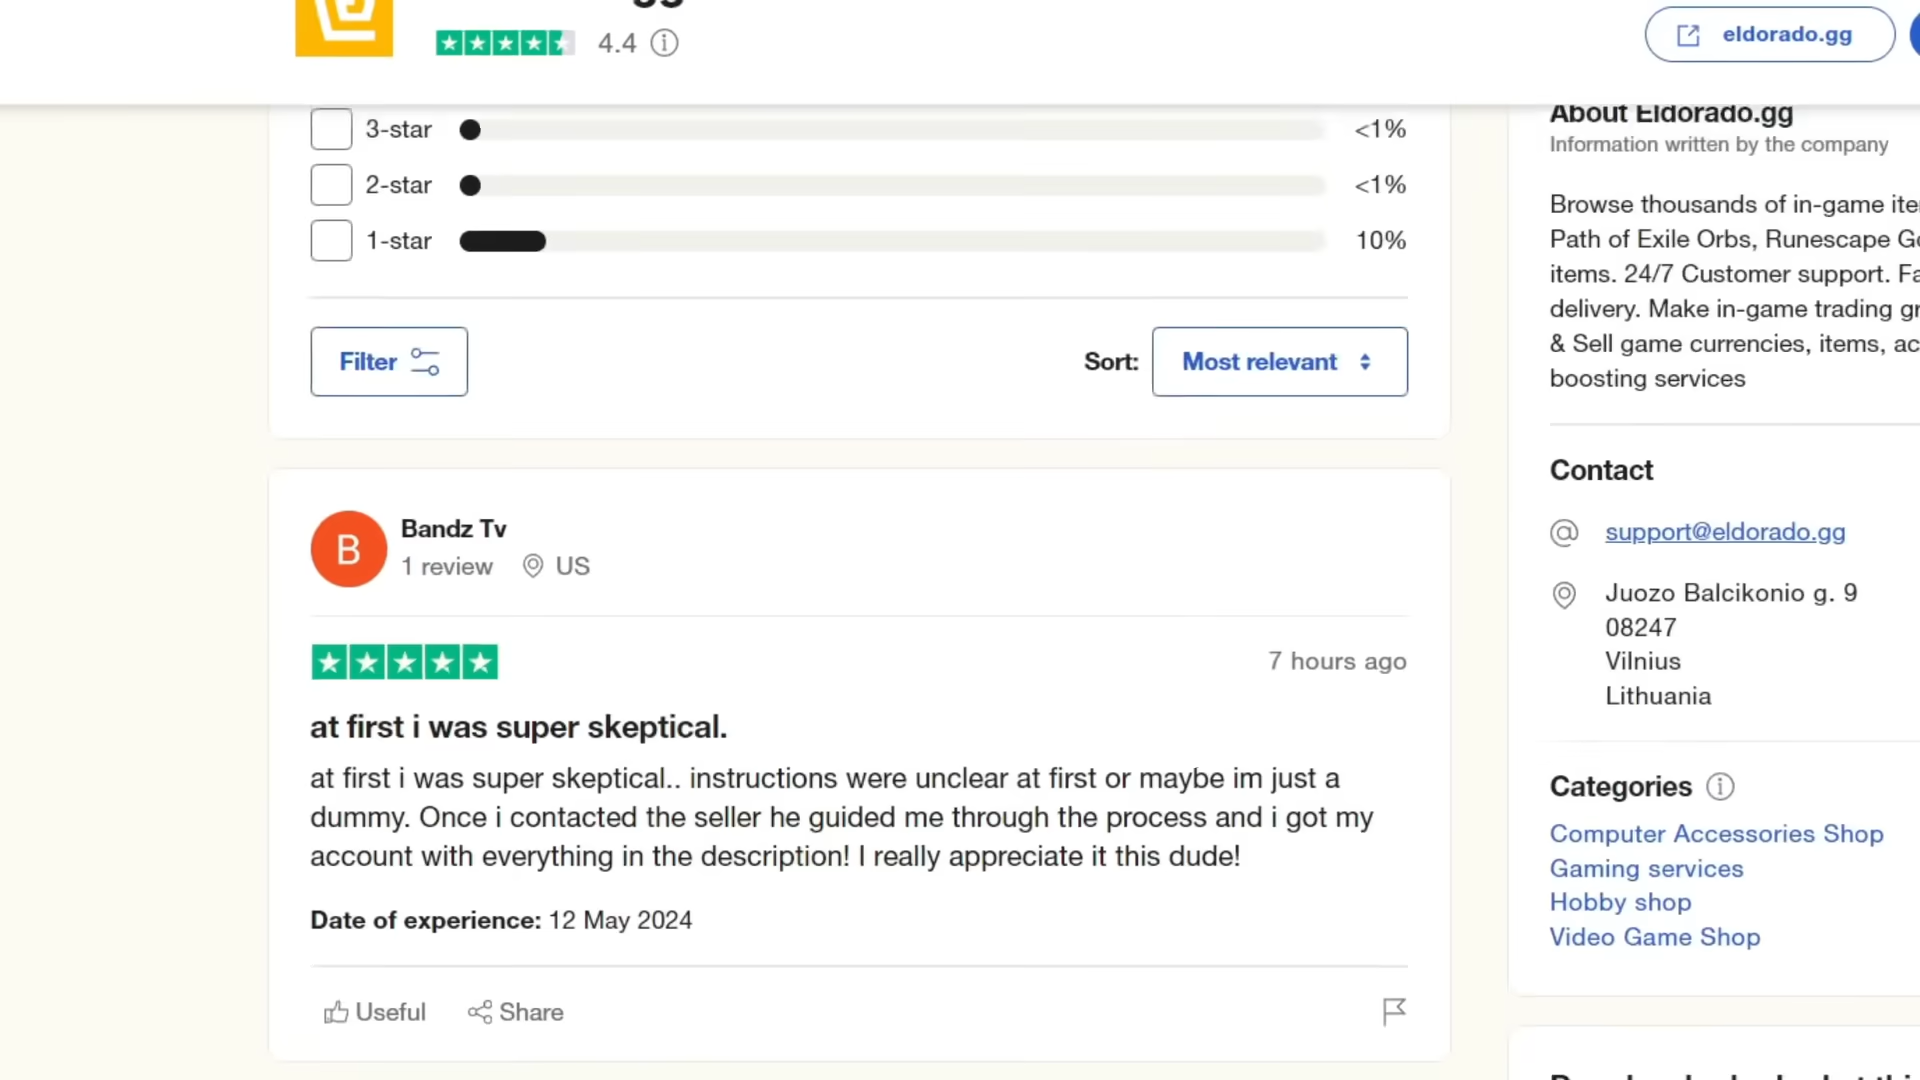 4.4
eldorado.gg
3-star <1%
2-star <1%
1-star 10%
Filter
Sort: Most relevant
Bandz Tv
1 review US
7 hours ago
at first i was super skeptical.
at first i was super skeptical.. instructions were unclear at first or maybe im just a
dummy. Once i contacted the seller he guided me through the process and i got my
account with everything in the description! I really appreciate it this dude!
Date of experience: 12 May 2024
Useful Share
About Eldorado.gg
Information written by the company
Browse thousands of in-game
Path of Exile Orbs, Runescape
items. 24/7 Customer support.
delivery. Make in-game trading
& Sell game currencies, items,
boosting services
Contact
support@eldorado.gg
Juozo Balcikonio g. 9
08247
Vilnius
Lithuania
Categories
Computer Accessories Shop
Gaming services
Hobby shop
Video Game Shop